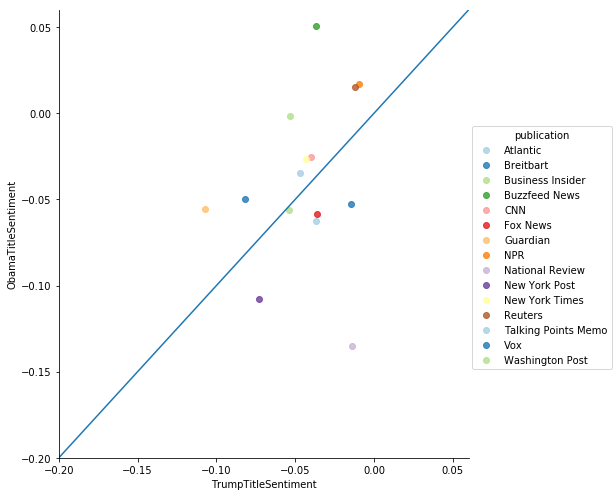 0.05
0.00
−0.05
−0.10
−0.15
−0.20
ObamaTitleSentiment
−0.20 −0.15 −0.10 −0.05 0.00 0.05
TrumpTitleSentiment
publication
Atlantic
Breitbart
Business Insider
Buzzfeed News
CNN
Fox News
Guardian
NPR
National Review
New York Post
New York Times
Reuters
Talking Points Memo
Vox
Washington Post